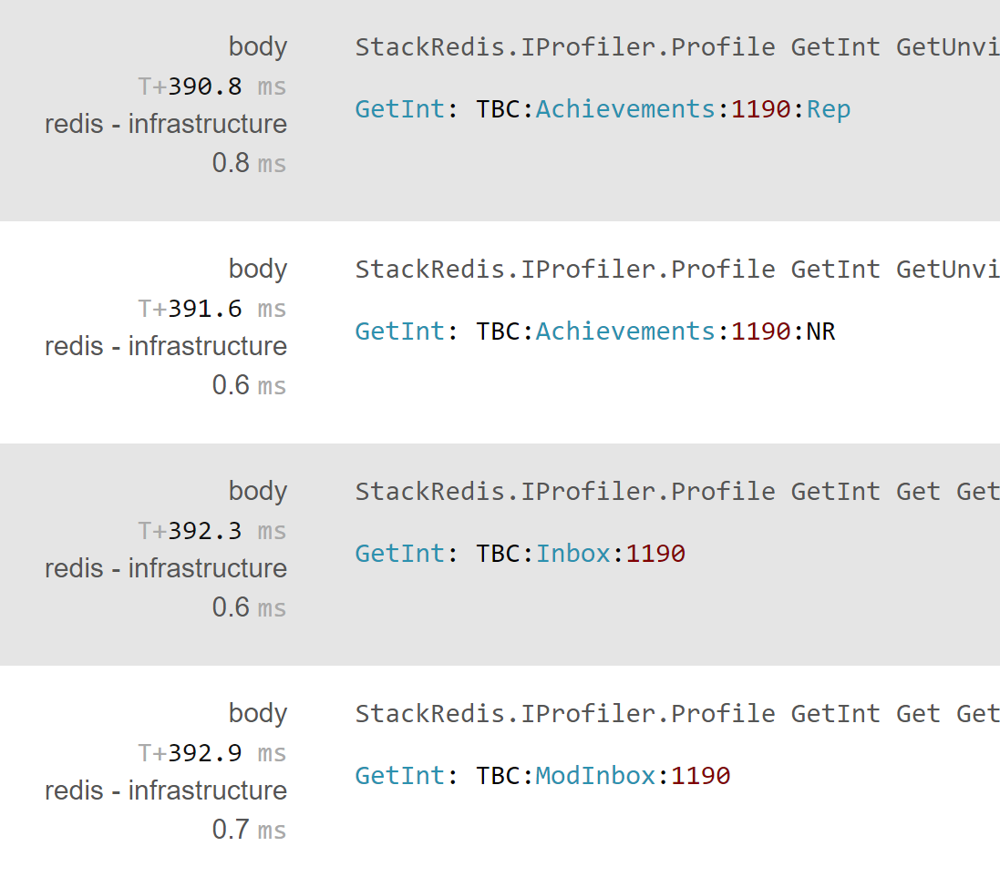 body StackRedis.IProfiler.Profile GetInt GetUnvi
T+390.8 ms
GetInt: TBC:Achievements:1190:Rep
redis - infrastructure
0.8 ms
body StackRedis.IProfiler.Profile GetInt GetUnvi
T+391.6 ms
GetInt: TBC:Achievements:1190:NR
redis - infrastructure
0.6 ms
body StackRedis.IProfiler.Profile GetInt Get Get
T+392.3 ms
GetInt: TBC:Inbox:1190
redis - infrastructure
0.6 ms
body StackRedis.IProfiler.Profile GetInt Get Get
T+392.9 ms
GetInt: TBC:ModInbox:1190
redis - infrastructure
0.7 ms